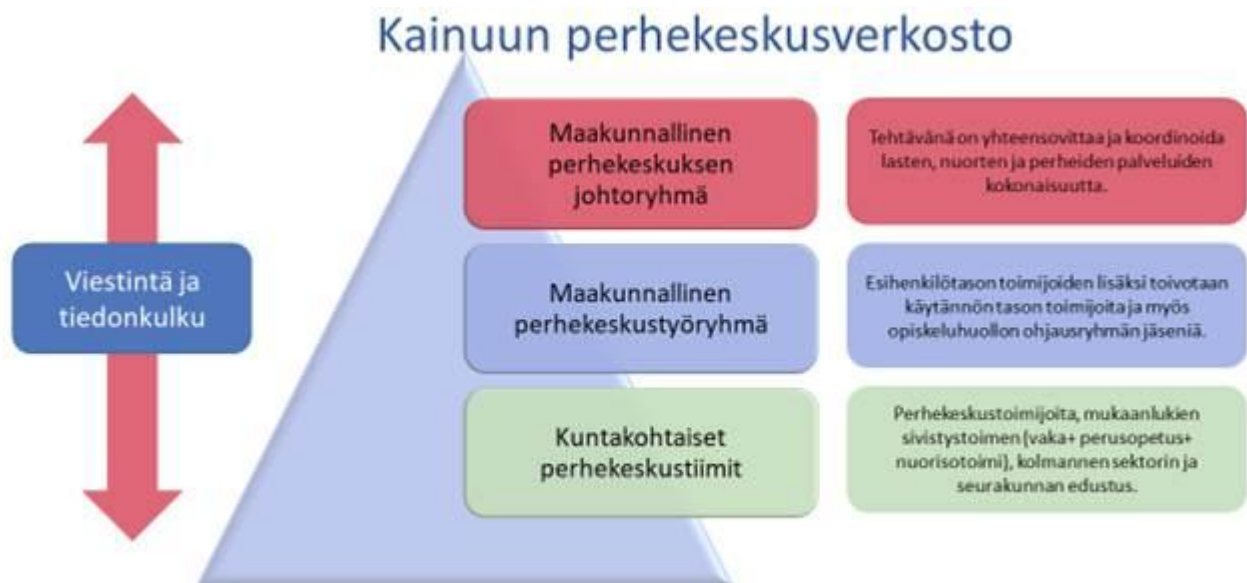 Kainuun perhekeskusverkosto
Viestintä ja
tiedonkulku
Maakunnallinen
perhekeskuksen
johtoryhmä
Tehtävänä on yhteensovittaa ja koordinoida
lasten, nuorten ja perheiden palveluiden
kokonaisuutta.
Maakunnallinen
perhekeskustyöryhmä
Esihenkilötason toimijoiden lisäksi toivotaan
käytännön tason toimijoita ja myös
opiskeluhuollon ohjausryhmän jäseniä.
Kuntakohtaiset
perhekeskustiimit
Perhekeskustoimijoita, mukaanlukien
sivistystoimen (vaka+ perusopetus+
nuorisotoimi), kolmannen sektorin ja
seurakunnan edustus.